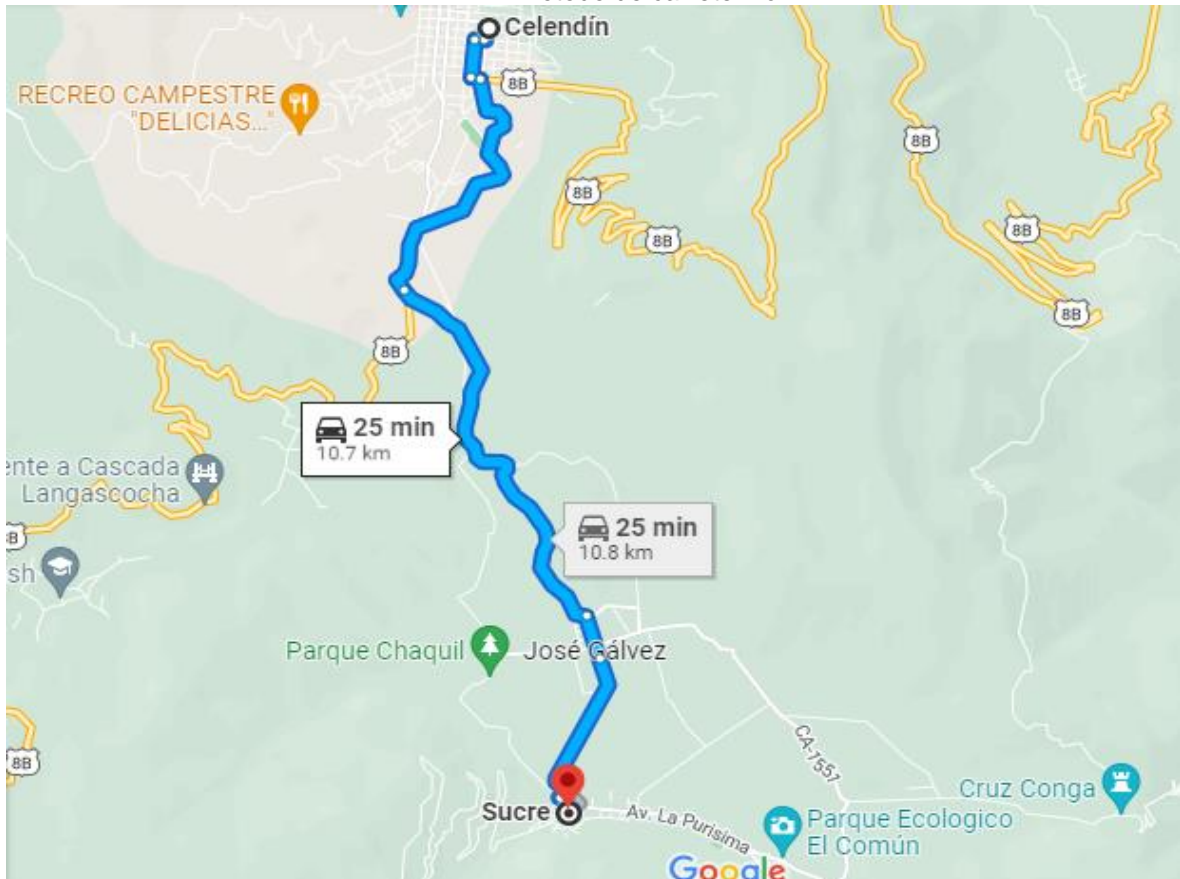 Celendín
8B
RECREO CAMPESTRE
"DELICIAS..."
8B
8B
8B
8B
8B
8B
25 min
10.7 km
ente a Cascada
Langascocha
25 min
10.8 km
8B
sh
Parque Chaquil
José Gálvez
CA-7557
8B
Cruz Conga
Sucre
Av. La Purisima
Parque Ecologico
El Común
Google